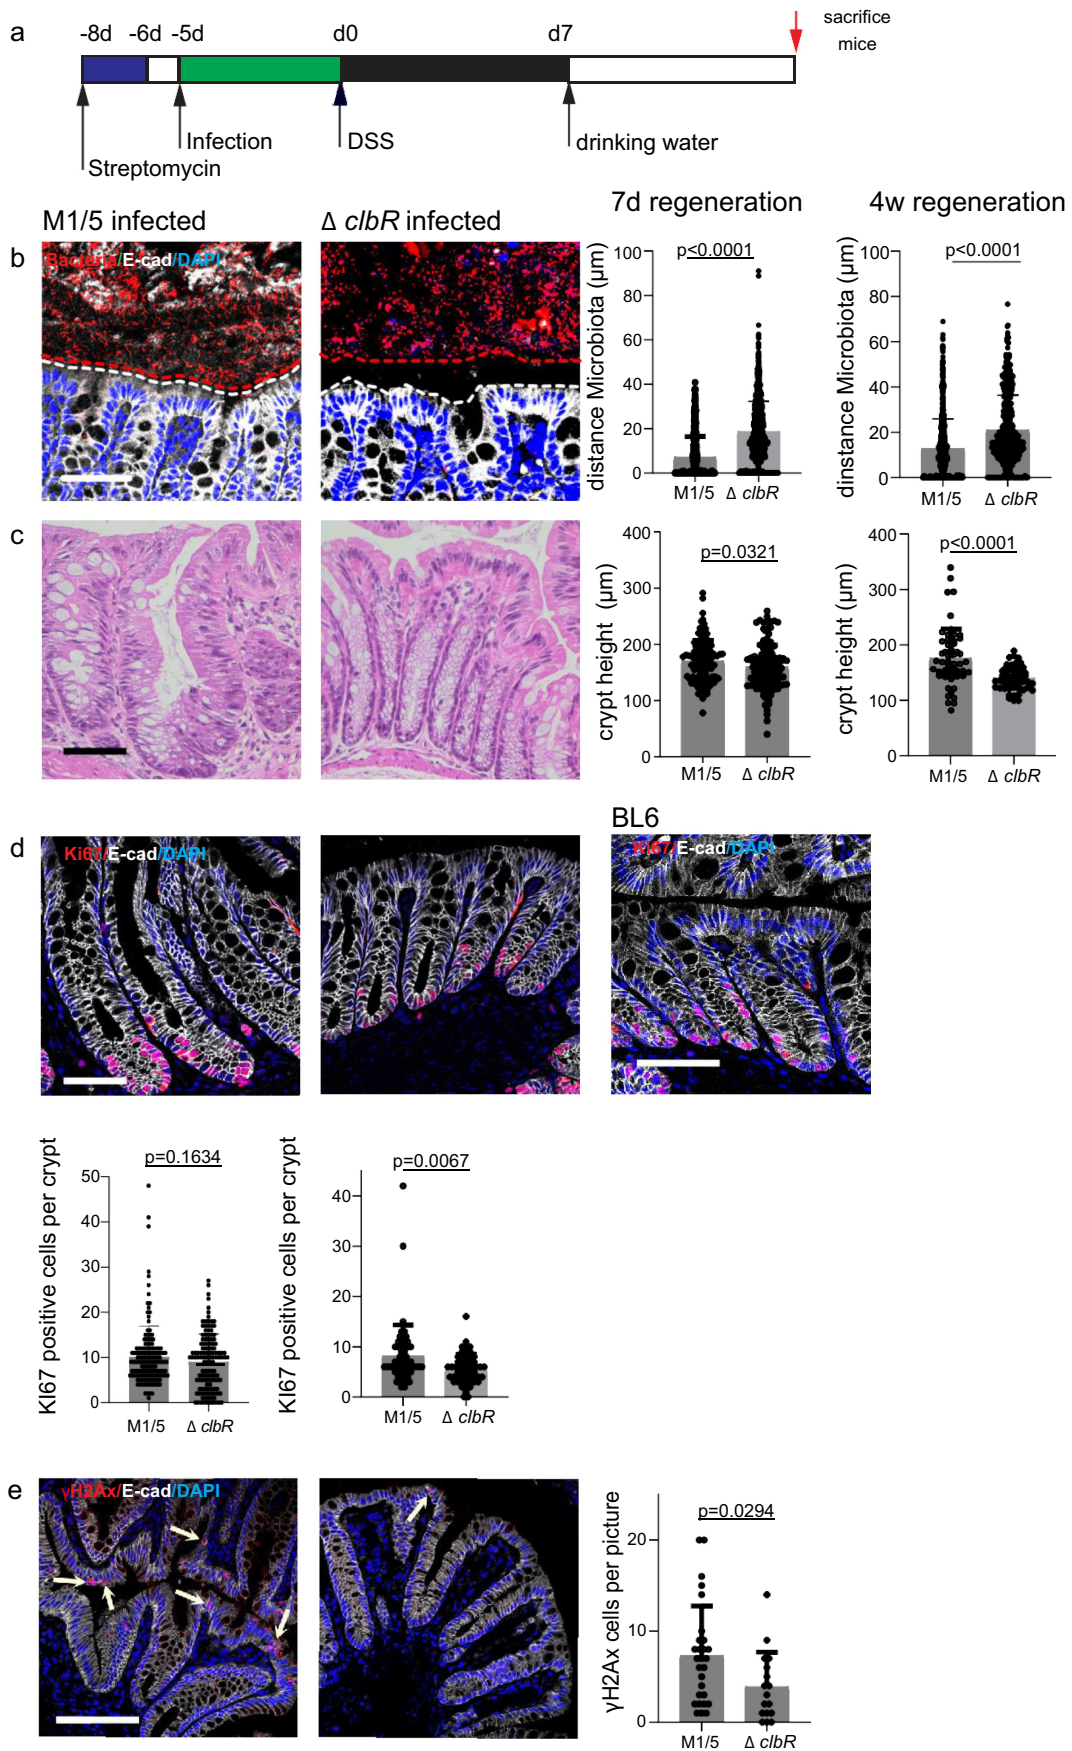 a
-8d -6d -5d d0 d7
sacrifice
mice
Infection DSS drinking water
Streptomycin
7d regeneration 4w regeneration
M1/5 infected Δ clbR infected
b
Bacteria/E-cad/DAPI
distance Microbiota (µm)
100
80
60
40
20
0
p<0.0001
M1/5 Δ clbR
dinstance Microbiota (µm)
100
80
60
40
20
0
p<0.0001
M1/5 Δ clbR
c
crypt height (µm)
400
300
200
100
0
p=0.0321
M1/5 Δ clbR
crypt height (µm)
400
300
200
100
0
p<0.0001
M1/5 Δ clbR
BL6
d
Ki67/E-cad/DAPI
Ki67/E-cad/DAPI
KI67 positive cells per crypt
50
40
30
20
10
0
p=0.1634
M1/5 Δ clbR
KI67 positive cells per crypt
40
30
20
10
0
p=0.0067
M1/5 Δ clbR
e
γH2Ax/E-cad/DAPI
γH2Ax cells per picture
20
10
0
p=0.0294
M1/5 Δ clbR